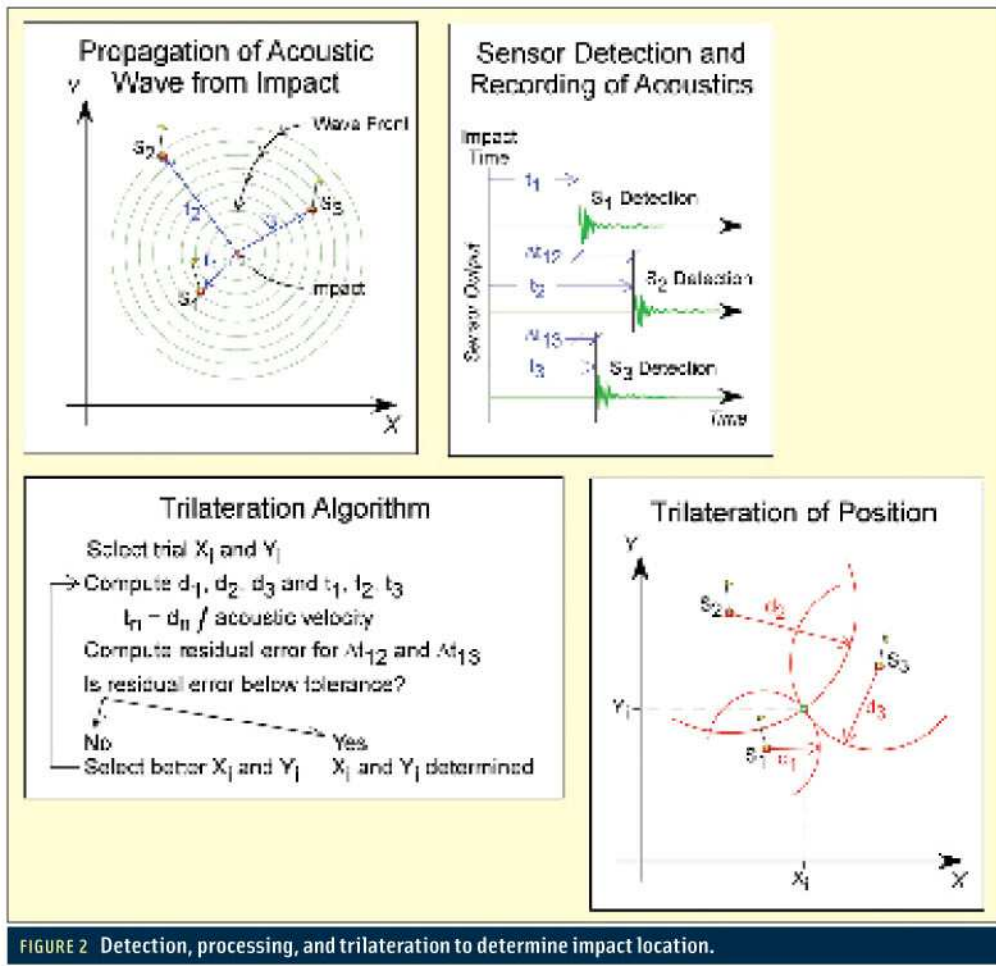 Propagation of Acoustic
Wave from Impact
Y
Wave Front
S2
t2
S3
t3
t1
S1
Impact
X
Sensor Detection and
Recording of Acoustics
Impact
Time
t1
S1 Detection
Δt12
t2
S2 Detection
Δt13
t3
S3 Detection
Sensor Output
Time
Trilateration Algorithm
Select trial Xi and Yi
Compute d1, d2, d3 and t1, t2, t3
tn = dn / acoustic velocity
Compute residual error for Δt12 and Δt13
Is residual error below tolerance?
No Yes
Select better Xi and Yi Xi and Yi determined
Trilateration of Position
Y
S2
d2
S3
Yi
d3
S1
d1
Xi
X
FIGURE 2 Detection, processing, and trilateration to determine impact location.